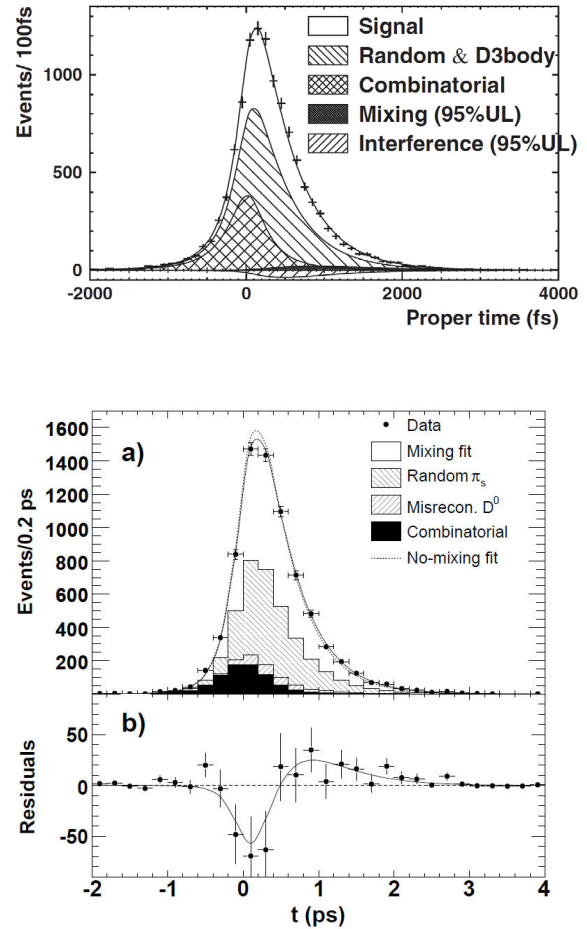 Events/ 100fs
1000
500
0
Signal
Random & D3body
Combinatorial
Mixing (95%UL)
Interference (95%UL)
-2000 0 2000 4000
Proper time (fs)
a)
Events/0.2 ps
1600
1400
1200
1000
800
600
400
200
Data
Mixing fit
Random πs
Misrecon. D0
Combinatorial
No-mixing fit
b)
Residuals
50
0
-50
-2 -1 0 1 2 3 4
t (ps)